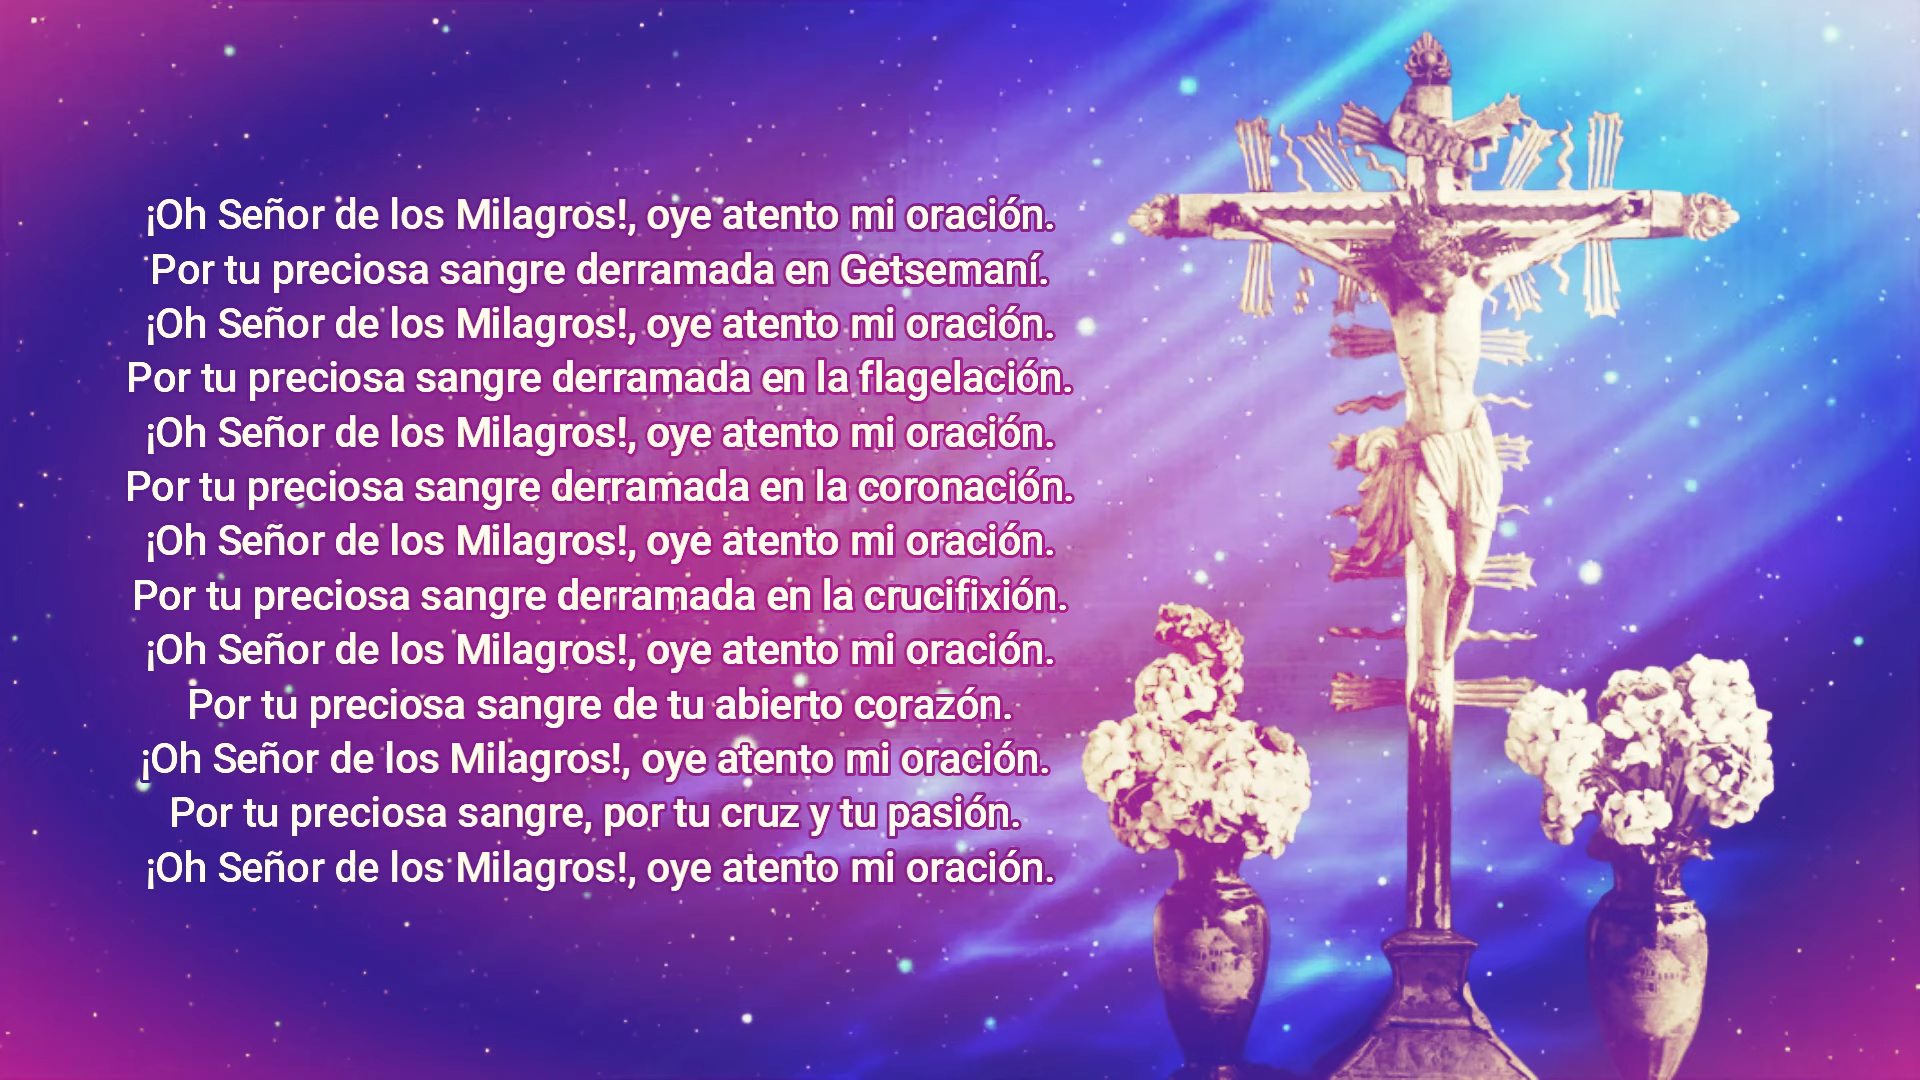 ¡Oh Señor de los Milagros!, oye atento mi oración.
Por tu preciosa sangre derramada en Getsemaní.
¡Oh Señor de los Milagros!, oye atento mi oración.
Por tu preciosa sangre derramada en la flagelación.
¡Oh Señor de los Milagros!, oye atento mi oración.
Por tu preciosa sangre derramada en la coronación.
¡Oh Señor de los Milagros!, oye atento mi oración.
Por tu preciosa sangre derramada en la crucifixión.
¡Oh Señor de los Milagros!, oye atento mi oración.
Por tu preciosa sangre de tu abierto corazón.
¡Oh Señor de los Milagros!, oye atento mi oración.
Por tu preciosa sangre, por tu cruz y tu pasión.
¡Oh Señor de los Milagros!, oye atento mi oración.